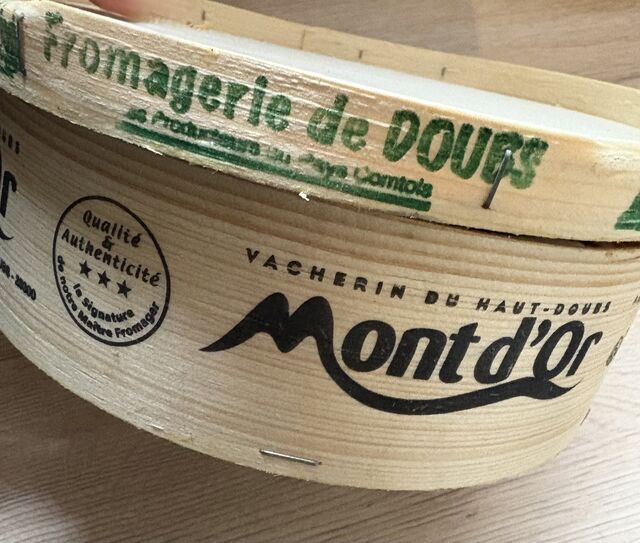 Fromagerie de DOUBS
de Producteurs du Pays Comtois
Qualité
&
Authenticité
la signature
de notre Maître Fromager
VACHERIN DU HAUT-DOUBS
Mont d'Or